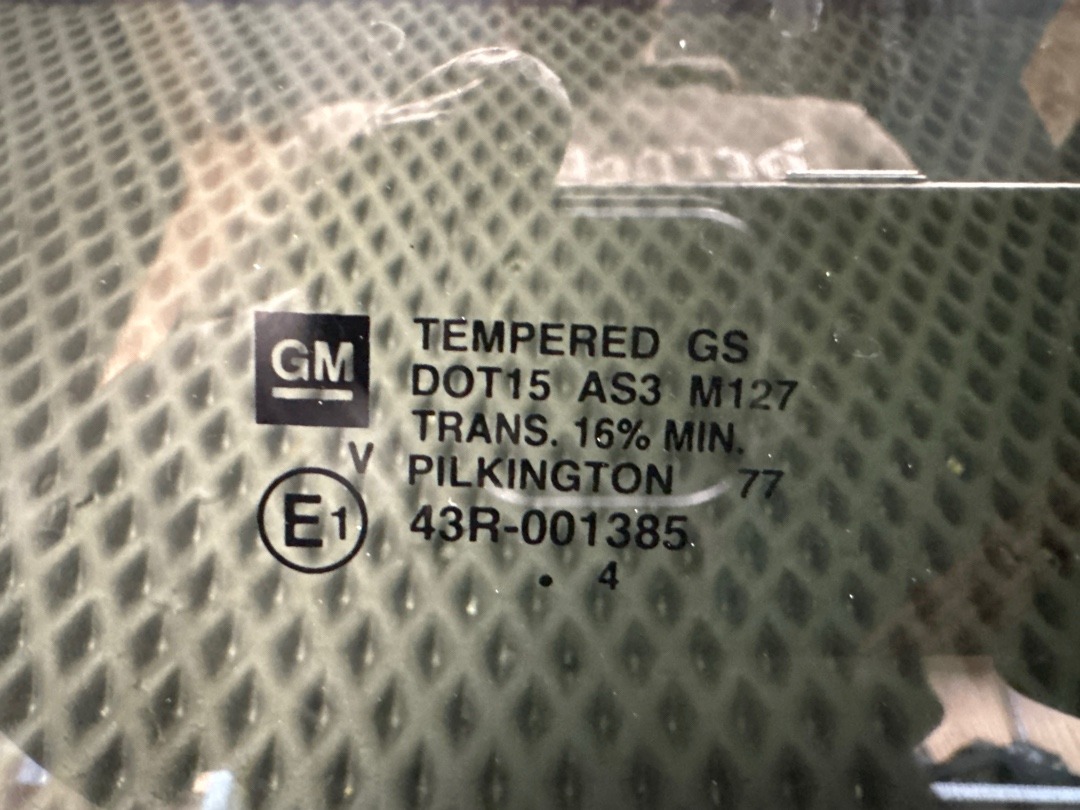 GM
TEMPERED GS
DOT15 AS3 M127
TRANS. 16% MIN.
V
PILKINGTON 77
E1
43R-001385
. 4